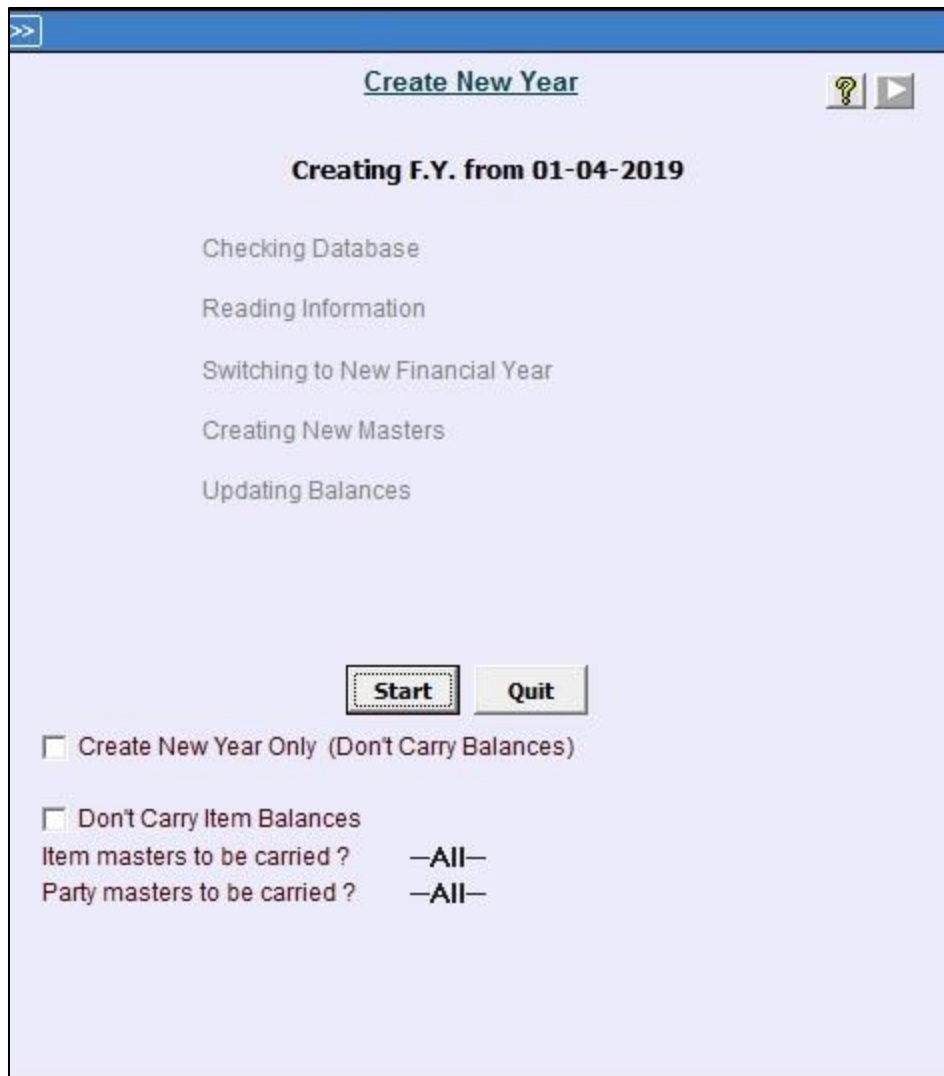 >>
Create New Year
?
Creating F.Y. from 01-04-2019
Checking Database
Reading Information
Switching to New Financial Year
Creating New Masters
Updating Balances
Start Quit
Create New Year Only (Don't Carry Balances)
Don't Carry Item Balances
Item masters to be carried ? —All—
Party masters to be carried ? —All—